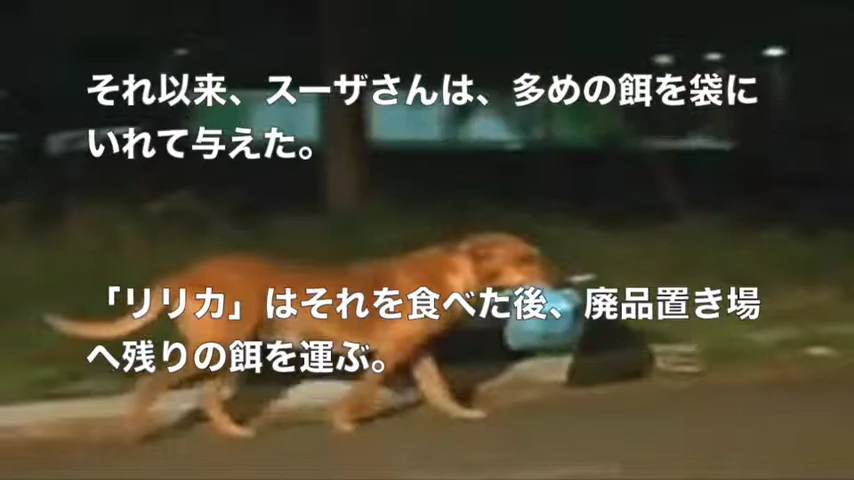 それ以来、スーザさんは、多めの餌を袋に
いれて与えた。
「リリカ」はそれを食べた後、廃品置き場
へ残りの餌を運ぶ。